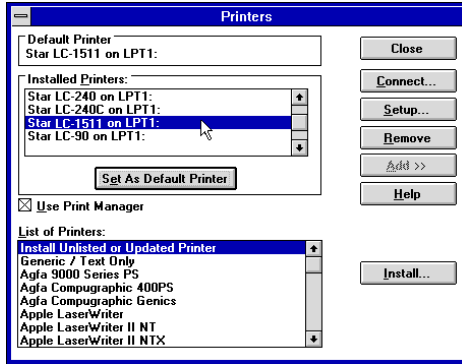 Printers
Default Printer
Star LC-1511 on LPT1:
Installed Printers:
Star LC-240 on LPT1:
Star LC-240C on LPT1:
Star LC-1511 on LPT1:
Star LC-90 on LPT1:
Set As Default Printer
Use Print Manager
List of Printers:
Install Unlisted or Updated Printer
Generic / Text Only
Agfa 9000 Series PS
Agfa Compugraphic 400PS
Agfa Compugraphic Genics
Apple LaserWriter
Apple LaserWriter II NT
Apple LaserWriter II NTX
Close
Connect...
Setup...
Remove
Add >>
Help
Install...